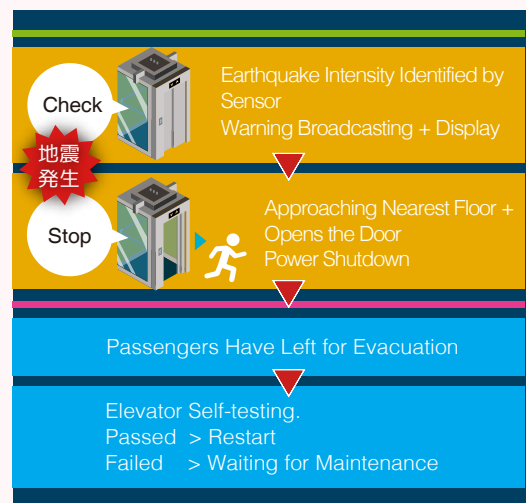 Check
Earthquake Intensity Identified by
Sensor
Warning Broadcasting + Display
地震
発生
Stop
Approaching Nearest Floor +
Opens the Door
Power Shutdown
Passengers Have Left for Evacuation
Elevator Self-testing.
Passed > Restart
Failed > Waiting for Maintenance